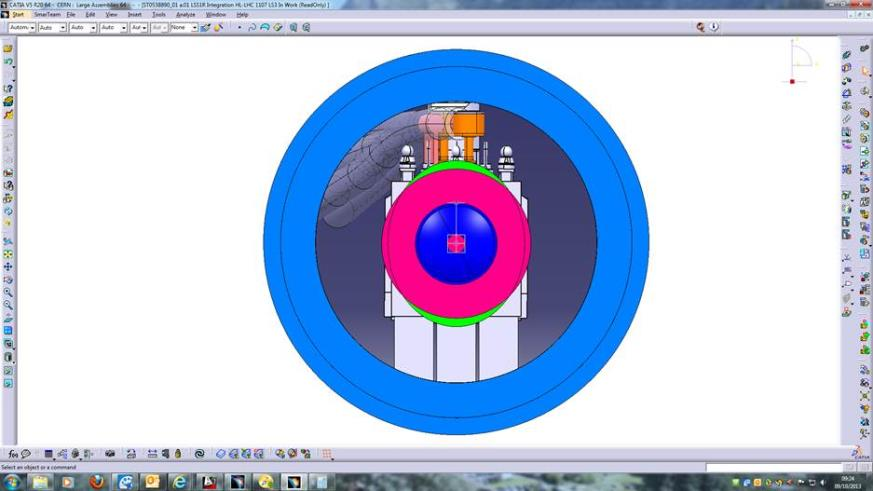 CATIA V5 R20 64 - CERN : Large Assemblies 64 - [ST0538890_01 a.01 LSS1R Integration HL-LHC 1107 LS3 In Work (ReadOnly) ]
Start SmarTeam File Edit View Insert Tools Analyze Window Help
Autom Auto Auto Auto Aut None
Select an object or a command
09:24
09/10/2013